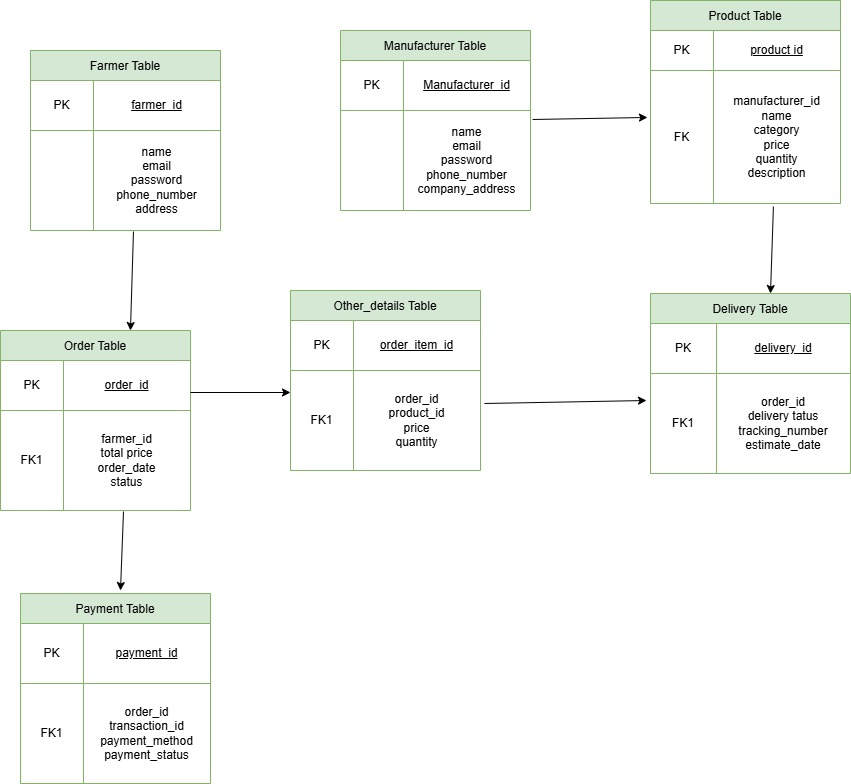 Product Table
PK
product id
FK
manufacturer_id
name
category
price
quantity
description
Manufacturer Table
PK
Manufacturer_id
name
email
password
phone_number
company_address
Farmer Table
PK
farmer_id
name
email
password
phone_number
address
Order Table
PK
order_id
FK1
farmer_id
total price
order_date
status
Other_details Table
PK
order_item_id
FK1
order_id
product_id
price
quantity
Delivery Table
PK
delivery_id
FK1
order_id
delivery tatus
tracking_number
estimate_date
Payment Table
PK
payment_id
FK1
order_id
transaction_id
payment_method
payment_status